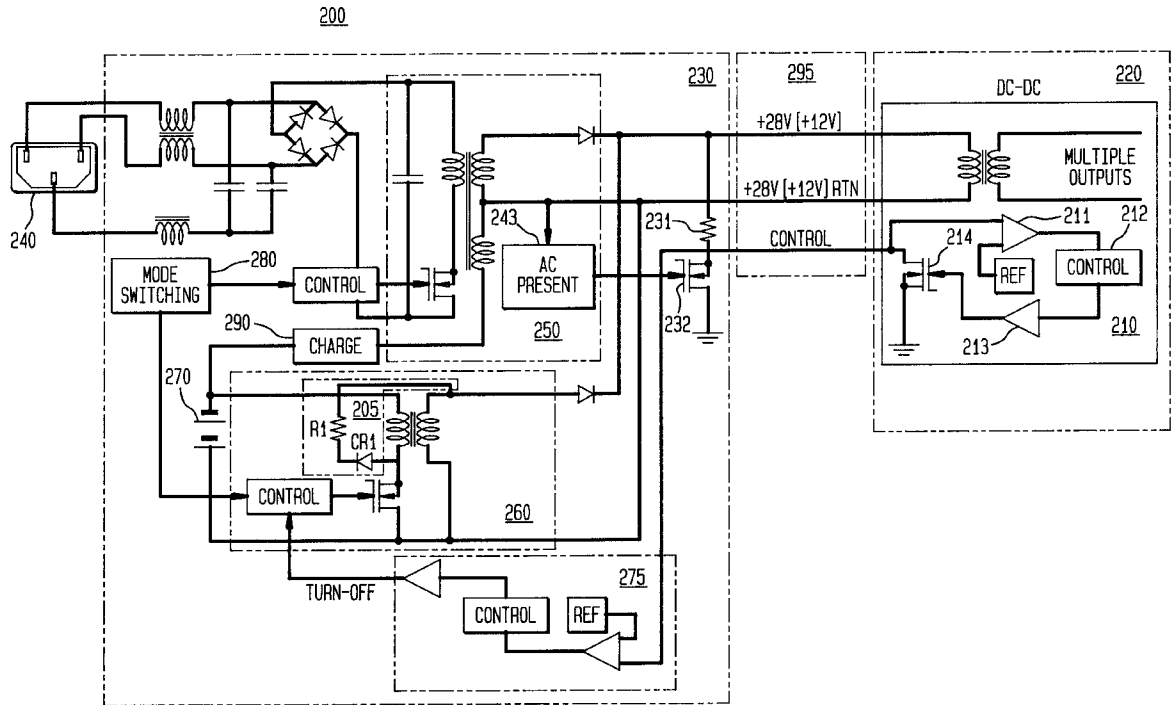 200
230
295
220
DC-DC
+28V [+12V]
MULTIPLE
OUTPUTS
+28V [+12V] RTN
240
243
231
CONTROL
211
212
214
REF
CONTROL
280
MODE
SWITCHING
CONTROL
AC
PRESENT
232
213
210
290
CHARGE
250
270
205
R1
CR1
CONTROL
260
TURN-OFF
275
CONTROL
REF